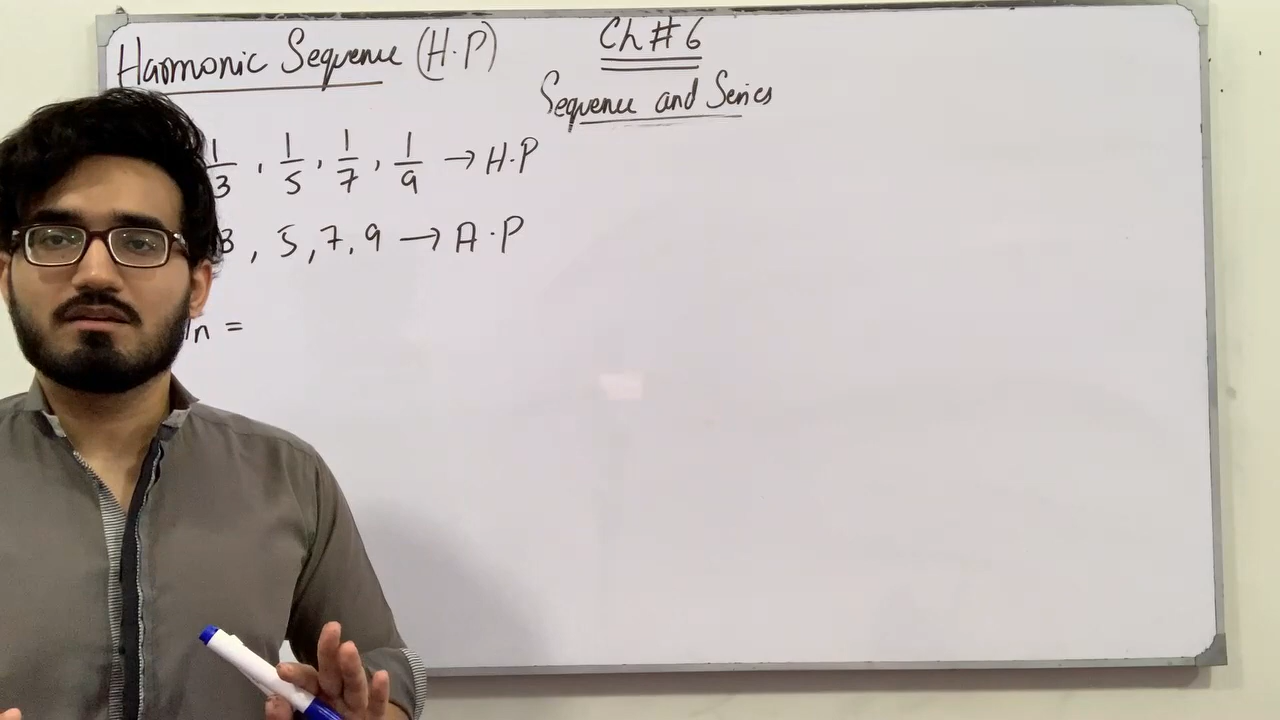 Harmonic Sequence (H.P)
Ch # 6
Sequence and Series
1/3 , 1/5 , 1/7 , 1/9 → H.P
3 , 5 , 7 , 9 → A.P
n =